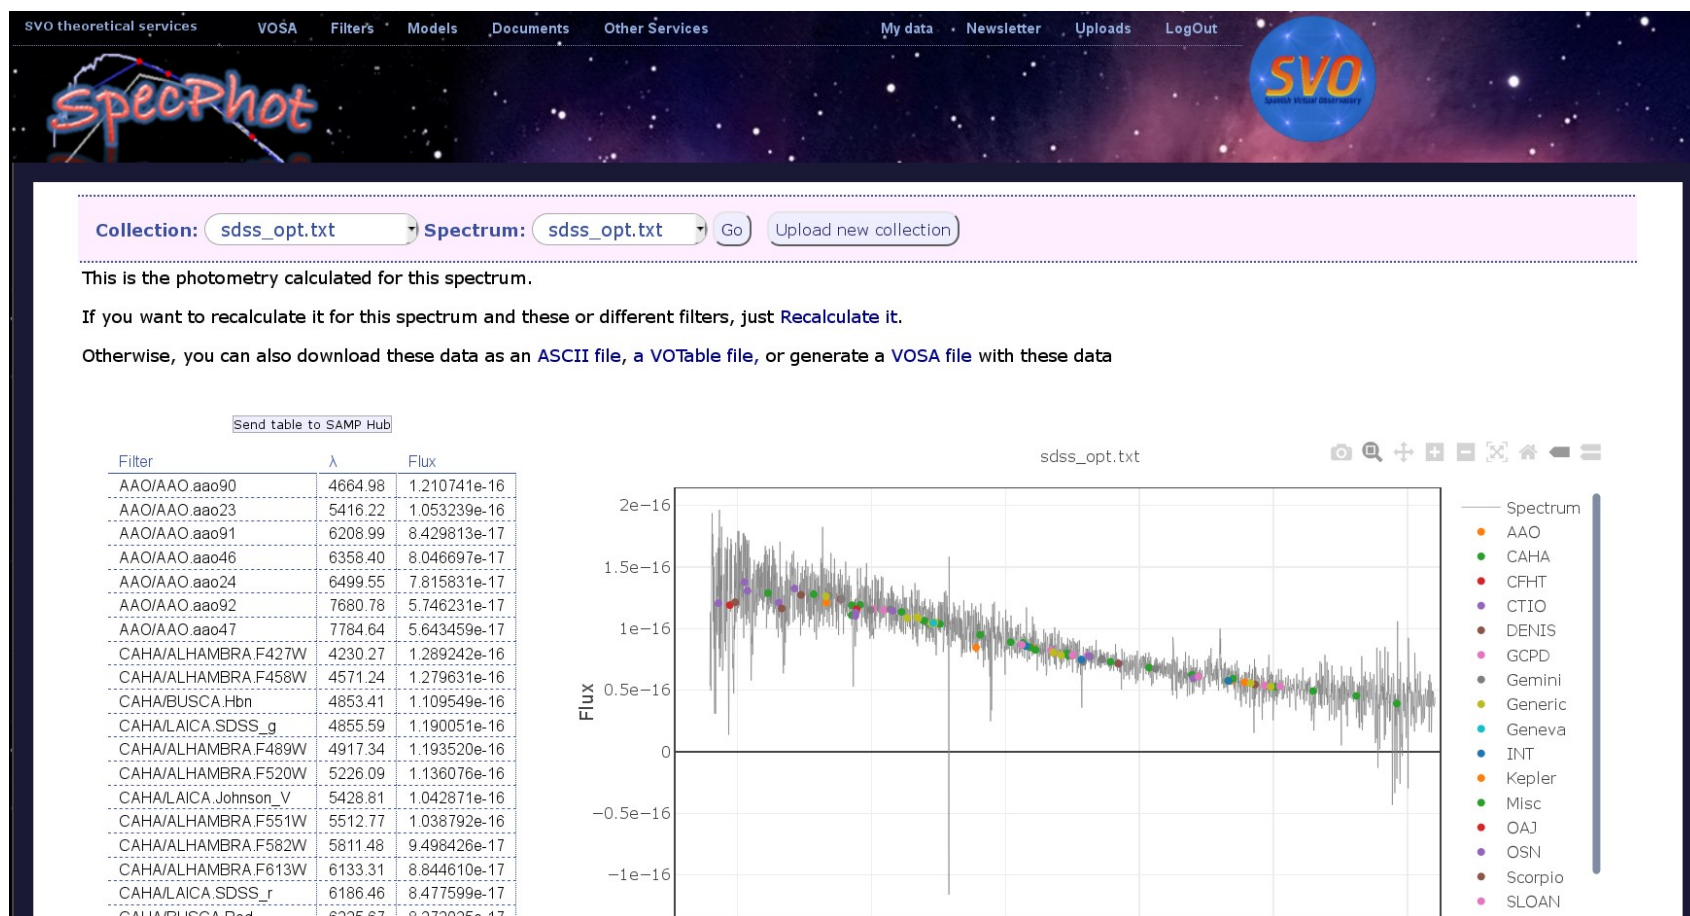 SVO theoretical services VOSA Filters Models Documents Other Services My data Newsletter Uploads LogOut
SpecPhot
SVO
Spanish Virtual Observatory
Collection: sdss_opt.txt Spectrum: sdss_opt.txt Go Upload new collection
This is the photometry calculated for this spectrum.
If you want to recalculate it for this spectrum and these or different filters, just Recalculate it.
Otherwise, you can also download these data as an ASCII file, a VOTable file, or generate a VOSA file with these data
Send table to SAMP Hub
Filter λ Flux
AAO/AAO.aao90 4664.98 1.210741e-16
AAO/AAO.aao23 5416.22 1.053239e-16
AAO/AAO.aao91 6208.99 8.429813e-17
AAO/AAO.aao46 6358.40 8.046697e-17
AAO/AAO.aao24 6499.55 7.815831e-17
AAO/AAO.aao92 7680.78 5.746231e-17
AAO/AAO.aao47 7784.64 5.643459e-17
CAHA/ALHAMBRA.F427W 4230.27 1.289242e-16
CAHA/ALHAMBRA.F458W 4571.24 1.279631e-16
CAHA/BUSCA.Hbn 4853.41 1.109549e-16
CAHA/LAICA.SDSS_g 4855.59 1.190051e-16
CAHA/ALHAMBRA.F489W 4917.34 1.193520e-16
CAHA/ALHAMBRA.F520W 5226.09 1.136076e-16
CAHA/LAICA.Johnson_V 5428.81 1.042871e-16
CAHA/ALHAMBRA.F551W 5512.77 1.038792e-16
CAHA/ALHAMBRA.F582W 5811.48 9.498426e-17
CAHA/ALHAMBRA.F613W 6133.31 8.844610e-17
CAHA/LAICA.SDSS_r 6186.46 8.477599e-17
sdss_opt.txt
2e−16
1.5e−16
1e−16
0.5e−16
0
−0.5e−16
−1e−16
Flux
Spectrum
AAO
CAHA
CFHT
CTIO
DENIS
GCPD
Gemini
Generic
Geneva
INT
Kepler
Misc
OAJ
OSN
Scorpio
SLOAN